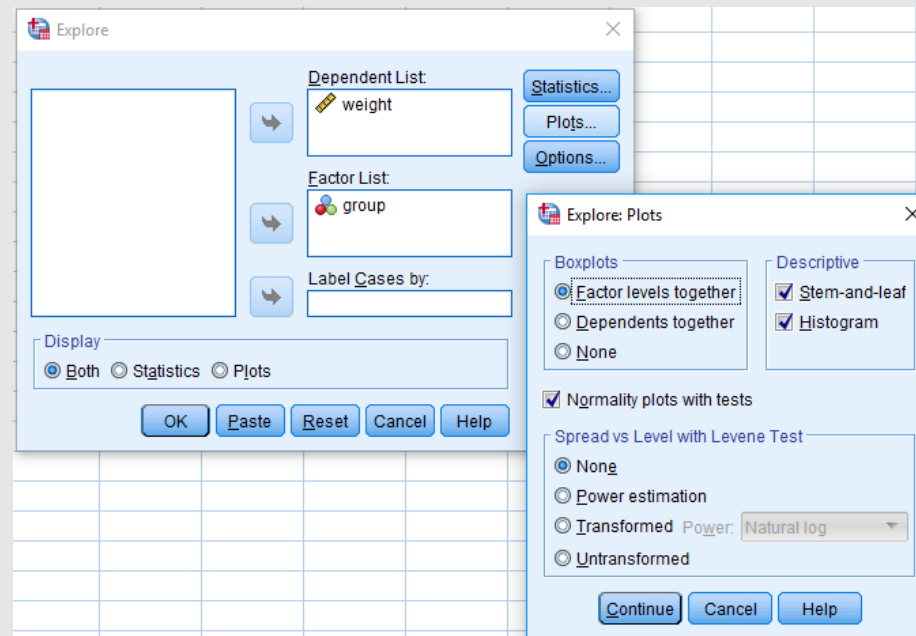 Explore
Dependent List:
weight
Statistics...
Plots...
Options...
Factor List:
group
Label Cases by:
Display
Both Statistics Plots
OK Paste Reset Cancel Help
Explore: Plots
Boxplots
Factor levels together
Dependents together
None
Descriptive
Stem-and-leaf
Histogram
Normality plots with tests
Spread vs Level with Levene Test
None
Power estimation
Transformed Power: Natural log
Untransformed
Continue Cancel Help